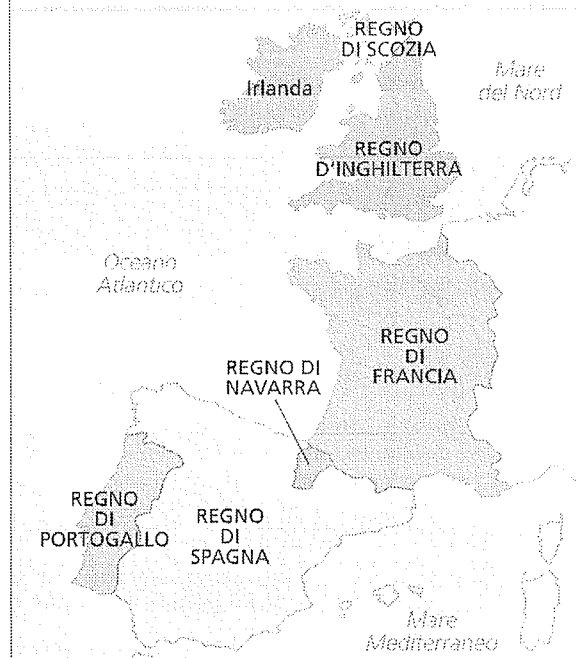 REGNO
DI SCOZIA
Irlanda
Mare
del Nord
REGNO
D'INGHILTERRA
Oceano
Atlantico
REGNO
DI
FRANCIA
REGNO DI
NAVARRA
REGNO
DI
PORTOGALLO
REGNO
DI
SPAGNA
Mare
Mediterraneo